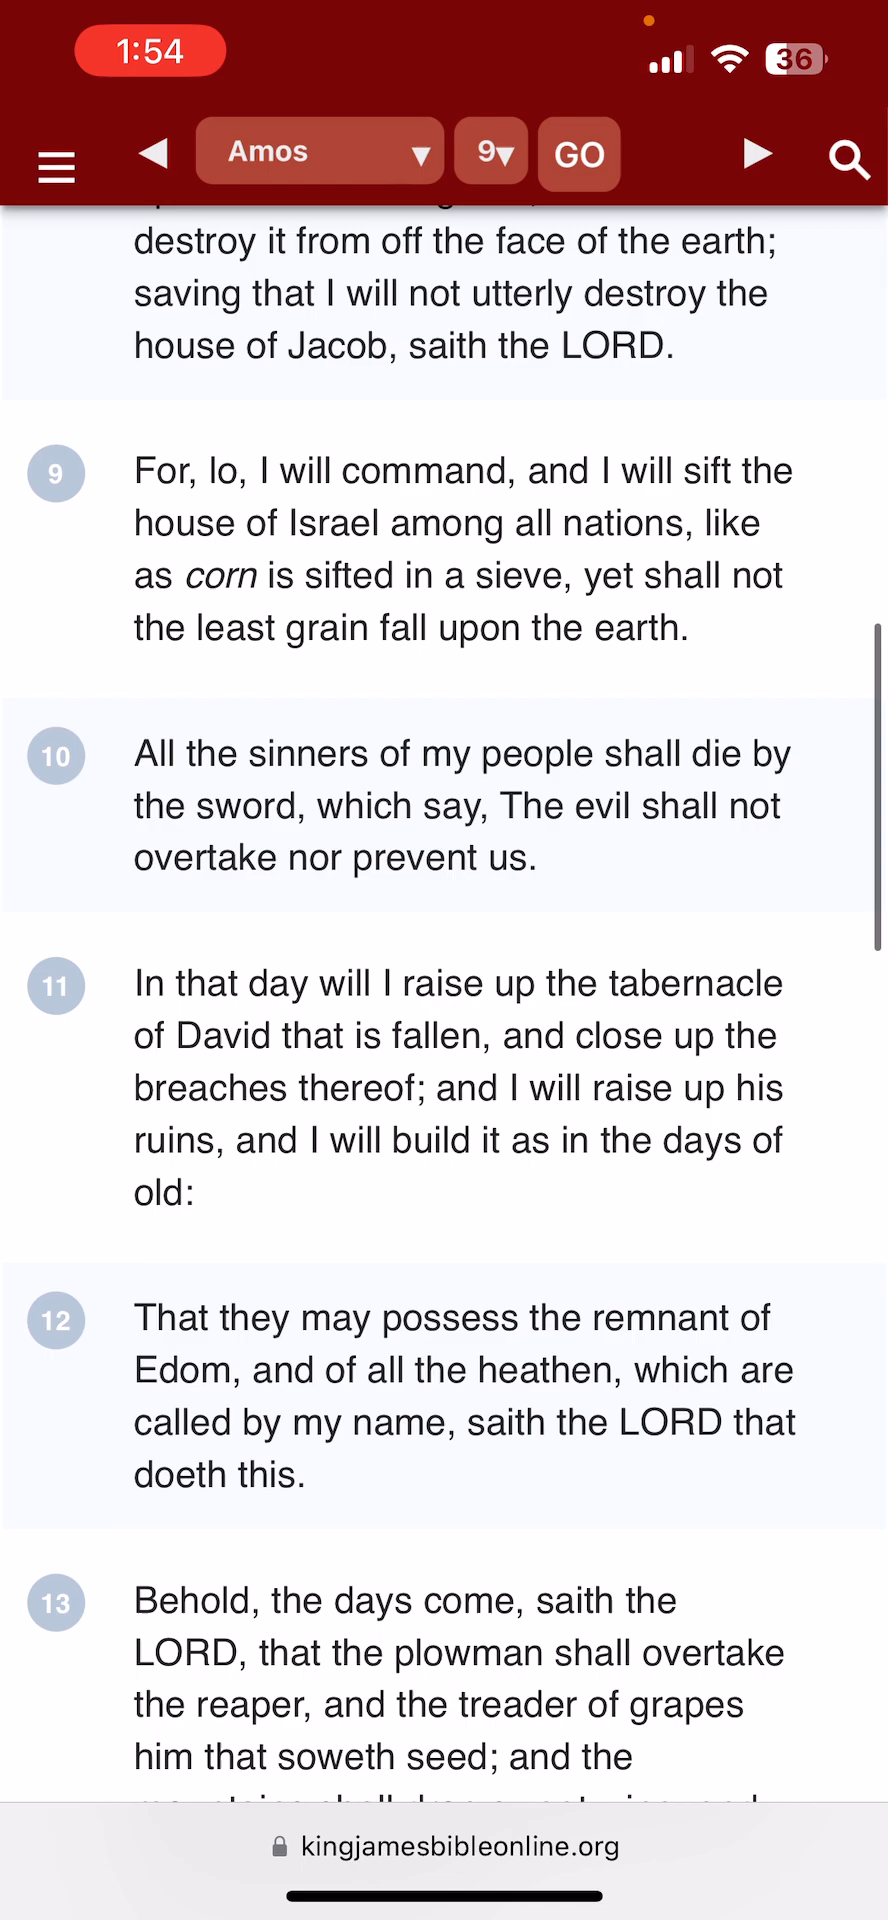 1:54
36
Amos
9
GO
destroy it from off the face of the earth;
saving that I will not utterly destroy the
house of Jacob, saith the LORD.
9
For, lo, I will command, and I will sift the
house of Israel among all nations, like
as corn is sifted in a sieve, yet shall not
the least grain fall upon the earth.
10
All the sinners of my people shall die by
the sword, which say, The evil shall not
overtake nor prevent us.
11
In that day will I raise up the tabernacle
of David that is fallen, and close up the
breaches thereof; and I will raise up his
ruins, and I will build it as in the days of
old:
12
That they may possess the remnant of
Edom, and of all the heathen, which are
called by my name, saith the LORD that
doeth this.
13
Behold, the days come, saith the
LORD, that the plowman shall overtake
the reaper, and the treader of grapes
him that soweth seed; and the
kingjamesbibleonline.org